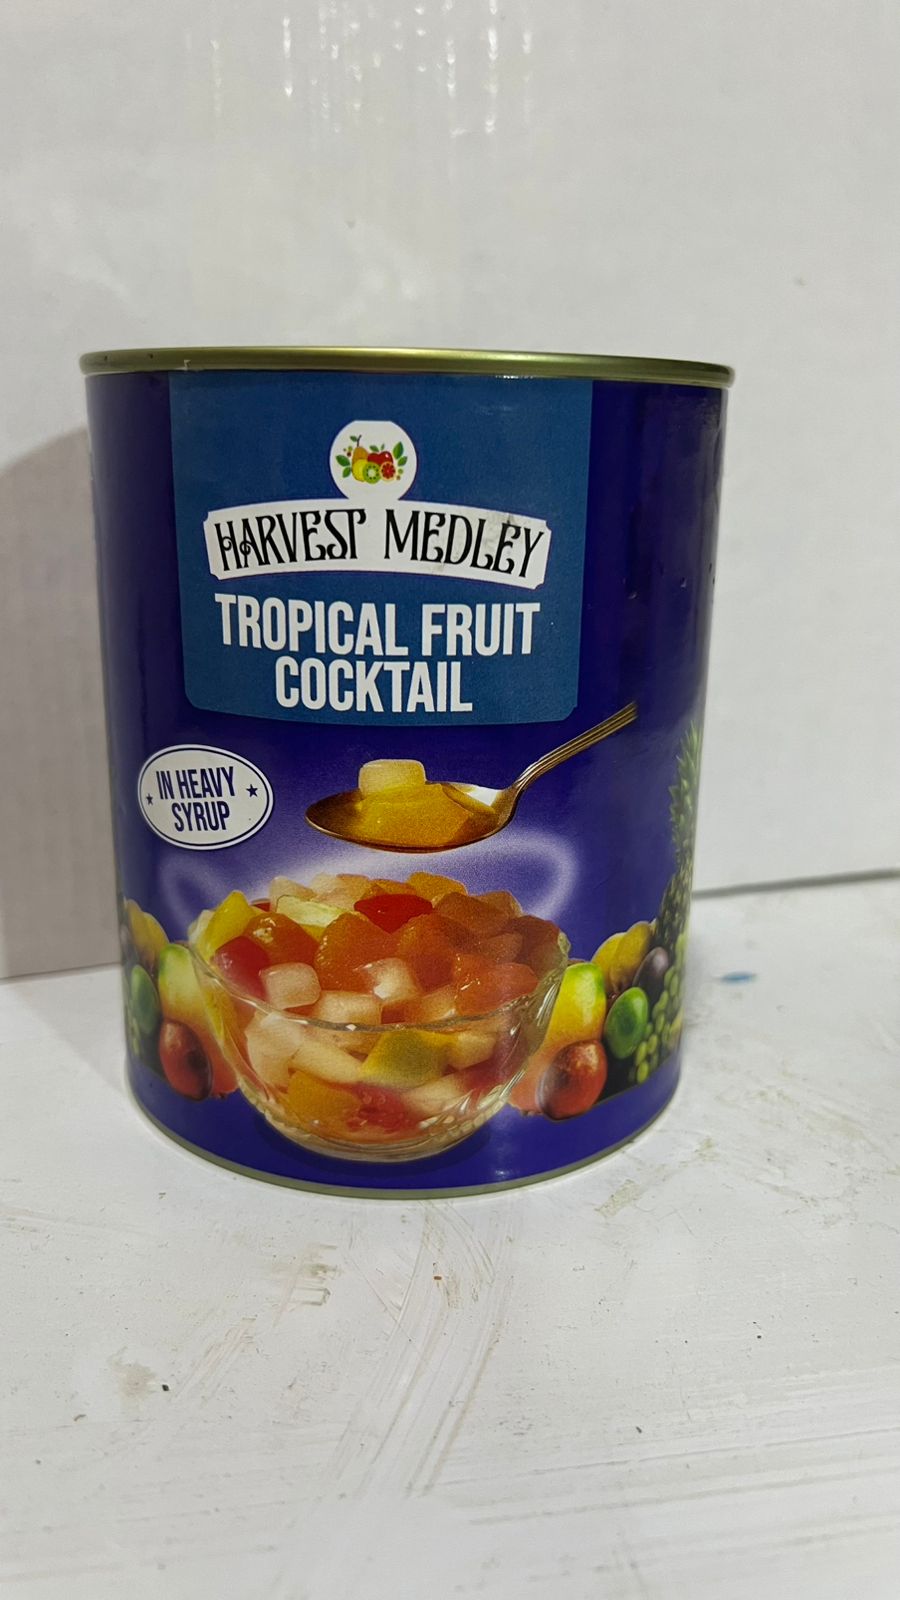 HARVEST MEDLEY
TROPICAL FRUIT
COCKTAIL
IN HEAVY
SYRUP